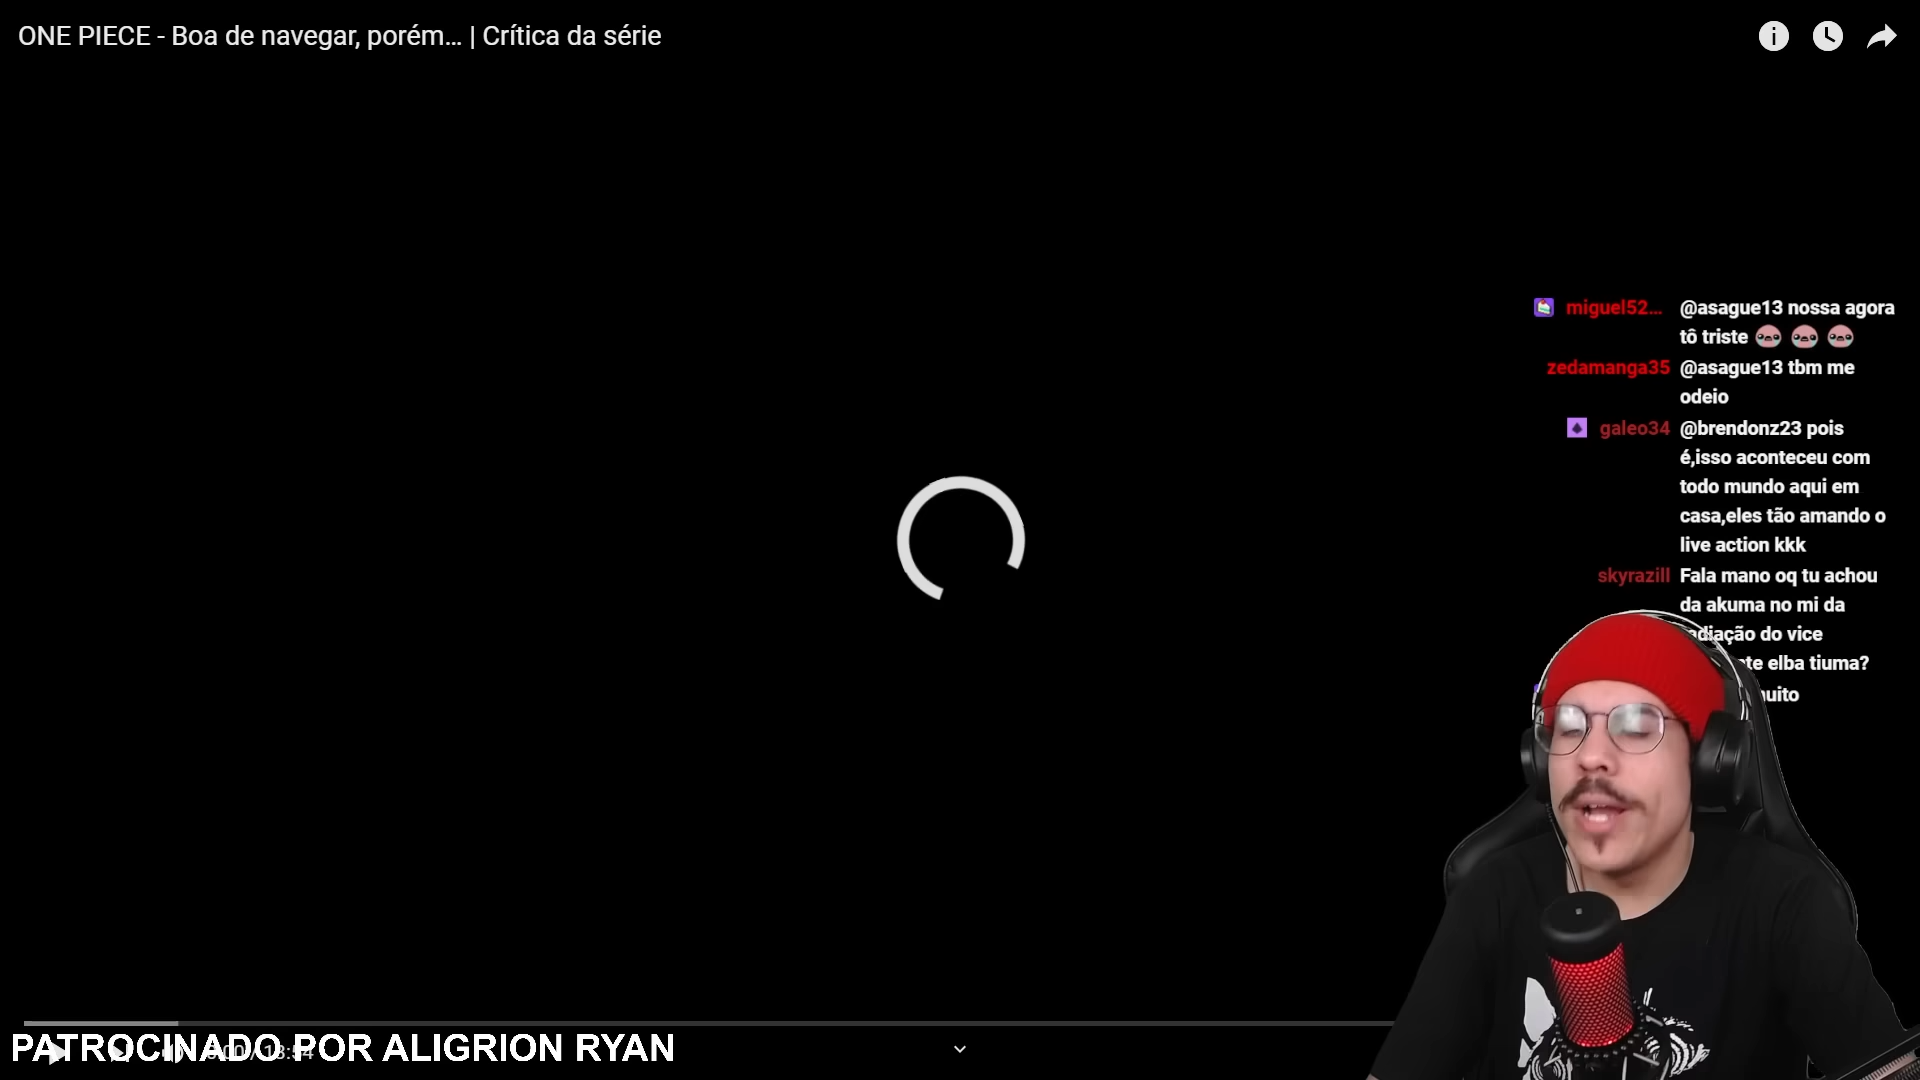 ONE PIECE - Boa de navegar, porém... | Crítica da série
miguel52... @asague13 nossa agora
tô triste
zedamanga35 @asague13 tbm me
odeio
galeo34 @brendonz23 pois
é,isso aconteceu com
todo mundo aqui em
casa,eles tão amando o
live action kkk
skyrazill Fala mano oq tu achou
da akuma no mi da
do vice
elba tiuma?
PATROCINADO POR ALIGRION RYAN